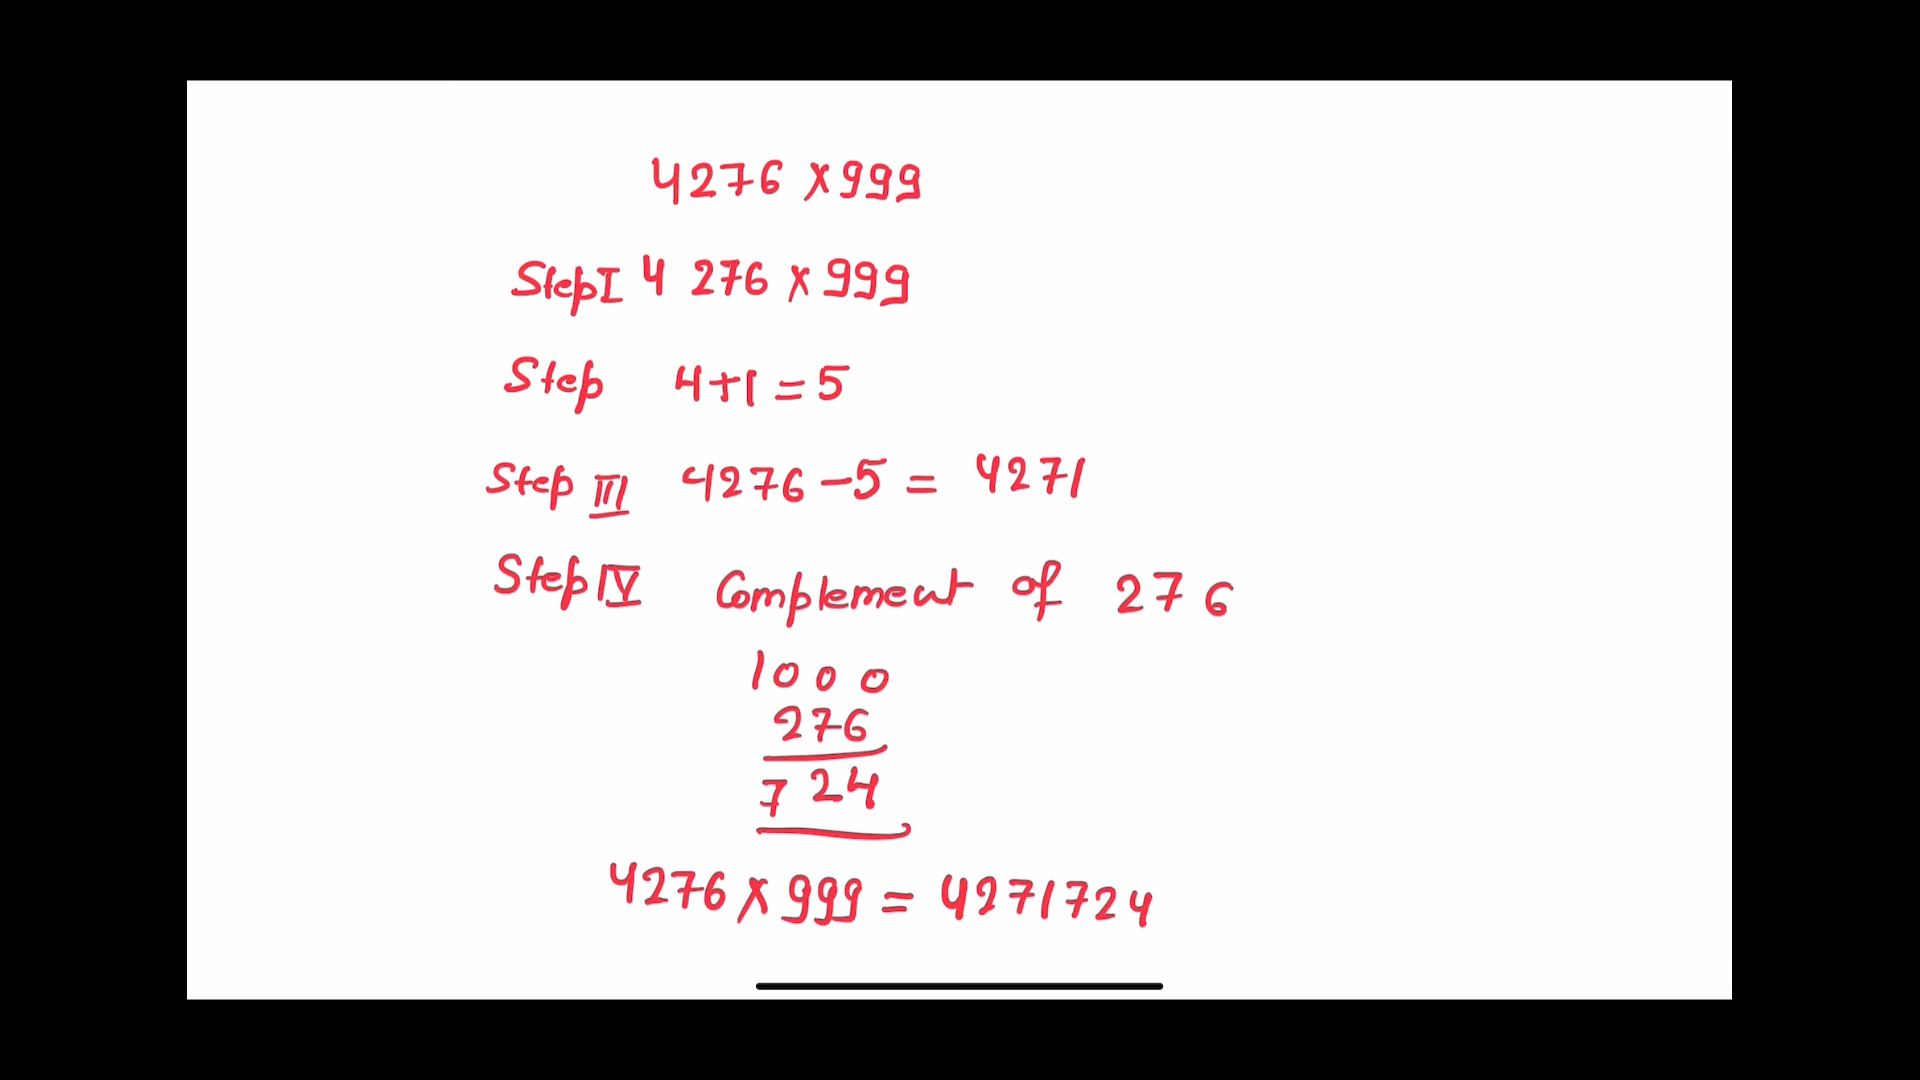 4276 x 999
Step I 4 276 x 999
Step 4+1 = 5
Step III 4276 - 5 = 4271
Step IV Complement of 276
1000
276
724
4276 x 999 = 4271724